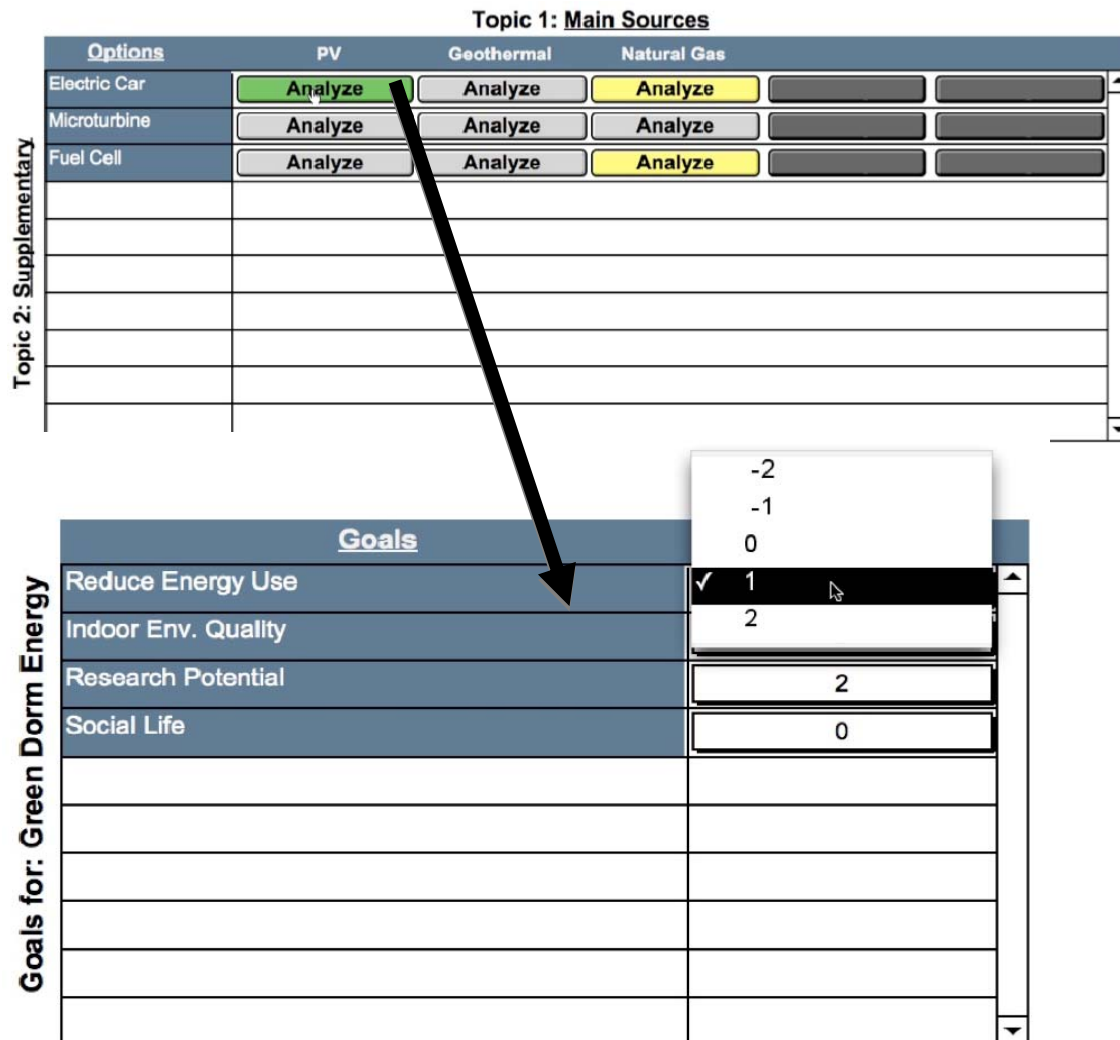 Topic 1: Main Sources
Options PV Geothermal Natural Gas
Electric Car Analyze Analyze Analyze
Microturbine Analyze Analyze Analyze
Fuel Cell Analyze Analyze Analyze
Topic 2: Supplementary
-2
-1
0
Goals
Reduce Energy Use ✓ 1
Indoor Env. Quality 2
Research Potential 2
Social Life 0
Goals for: Green Dorm Energy